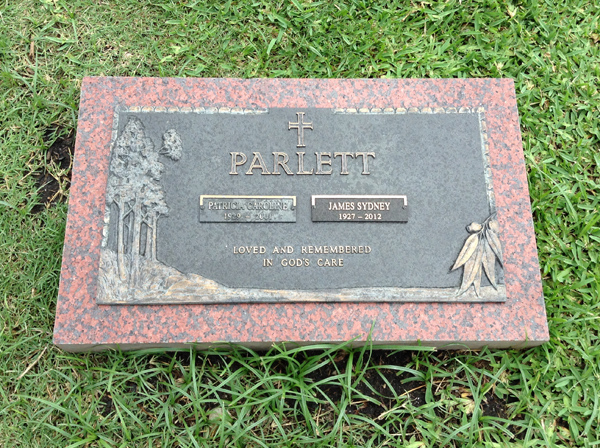 PARLETT
PATRICIA CAROLINE
JAMES SYDNEY
1927 – 2012
LOVED AND REMEMBERED
IN GOD'S CARE